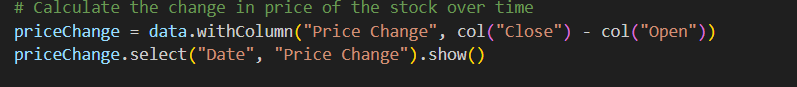 # Calculate the change in price of the stock over time
priceChange = data.withColumn("Price Change", col("Close") - col("Open"))
priceChange.select("Date", "Price Change").show()